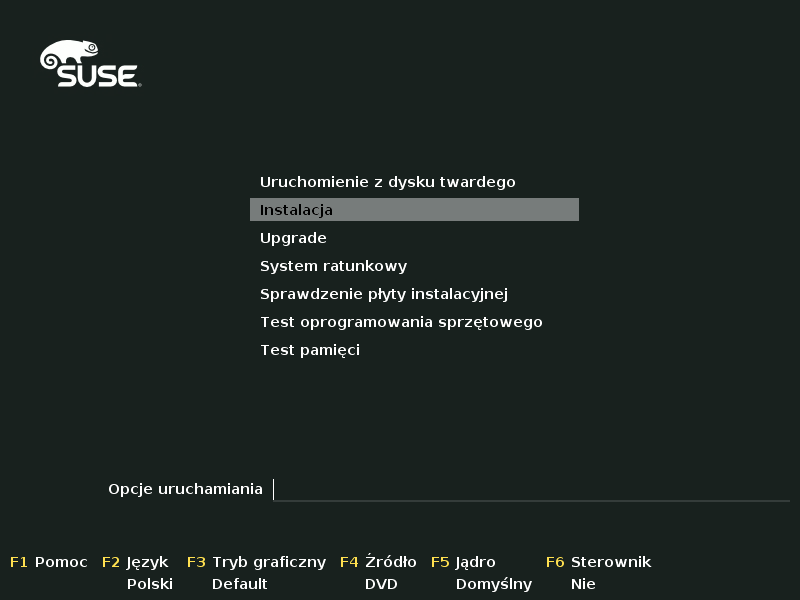 SUSE
Uruchomienie z dysku twardego
Instalacja
Upgrade
System ratunkowy
Sprawdzenie płyty instalacyjnej
Test oprogramowania sprzętowego
Test pamięci
Opcje uruchamiania
F1 Pomoc F2 Język F3 Tryb graficzny F4 Źródło F5 Jądro F6 Sterownik
Polski Default DVD Domyślny Nie